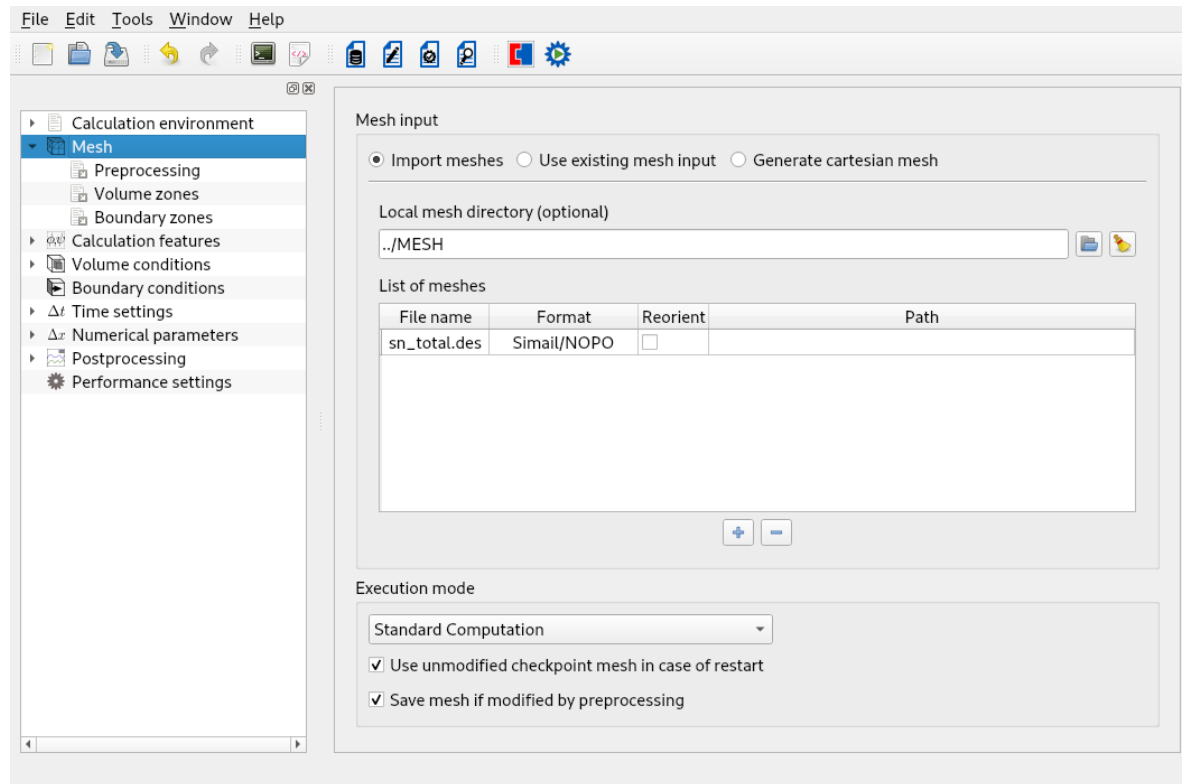 File Edit Tools Window Help
Calculation environment
Mesh
Preprocessing
Volume zones
Boundary zones
Calculation features
Volume conditions
Boundary conditions
Δt Time settings
Δx Numerical parameters
Postprocessing
Performance settings
Mesh input
Import meshes Use existing mesh input Generate cartesian mesh
Local mesh directory (optional)
../MESH
List of meshes
File name Format Reorient Path
sn_total.des Simail/NOPO
Execution mode
Standard Computation
Use unmodified checkpoint mesh in case of restart
Save mesh if modified by preprocessing